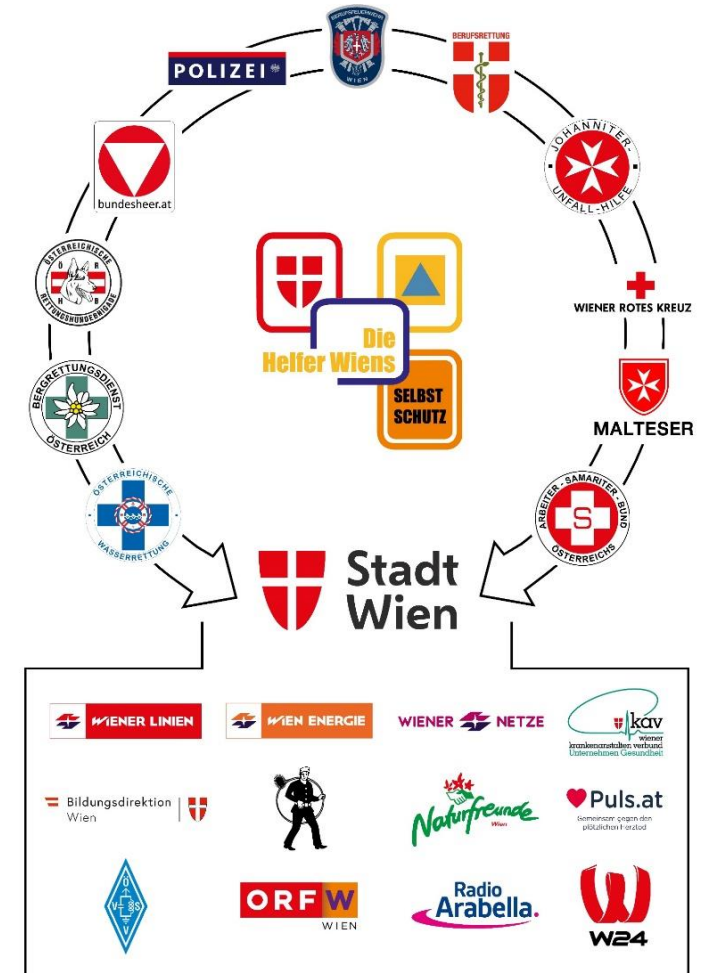 BERUFSFEUERWEHR
WIEN
POLIZEI
BERUFSRETTUNG
bundesheer.at
JOHANNITER-
UNFALL-HILFE
ÖSTERREICHISCHE
Ö R
H B
RETTUNGSHUNDEBRIGADE
WIENER ROTES KREUZ
Die
Helfer Wiens
SELBST
SCHUTZ
BERGRETTUNGSDIENST
ÖSTERREICH
MALTESER
ÖSTERREICHISCHE
WASSERRETTUNG
ARBEITER - SAMARITER - BUND
S
ÖSTERREICHS
Stadt
Wien
WIENER LINIEN
WIEN ENERGIE
WIENER NETZE
kav
wiener
krankenanstalten verbund
Unternehmen Gesundheit
Bildungsdirektion
Wien
Naturfreunde
Wien
Puls.at
Gemeinsam gegen den
plötzlichen Herztod
Ö
V S
V
ORF W
WIEN
Radio
Arabella.
W24